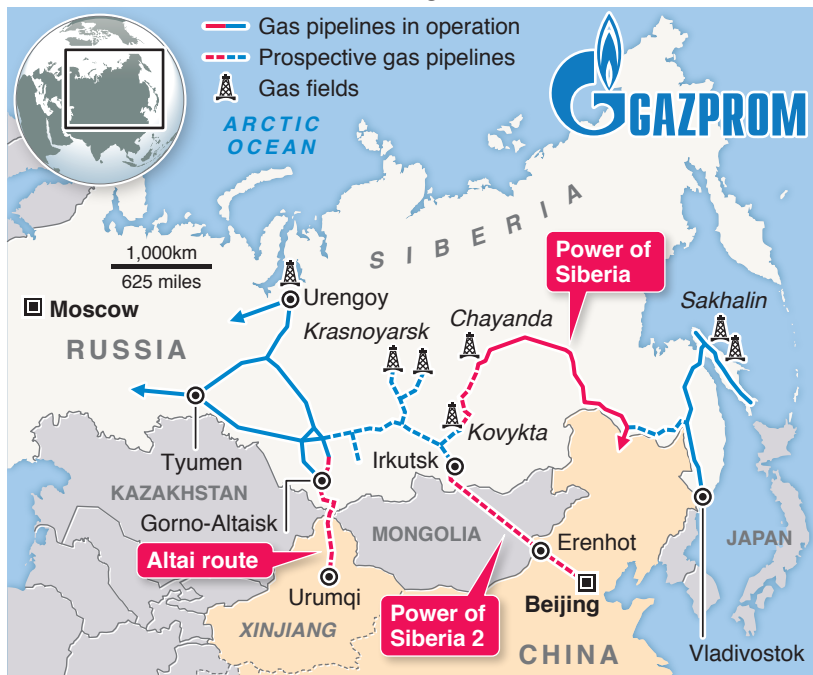 Gas pipelines in operation
Prospective gas pipelines
Gas fields
GAZPROM
ARCTIC
OCEAN
SIBERIA
1,000km
625 miles
Power of
Siberia
Urengoy
Moscow
Sakhalin
Krasnoyarsk
Chayanda
RUSSIA
Kovykta
Tyumen
Irkutsk
KAZAKHSTAN
Gorno-Altaisk
MONGOLIA
Erenhot
JAPAN
Altai route
Urumqi
Power of
Siberia 2
Beijing
XINJIANG
CHINA
Vladivostok